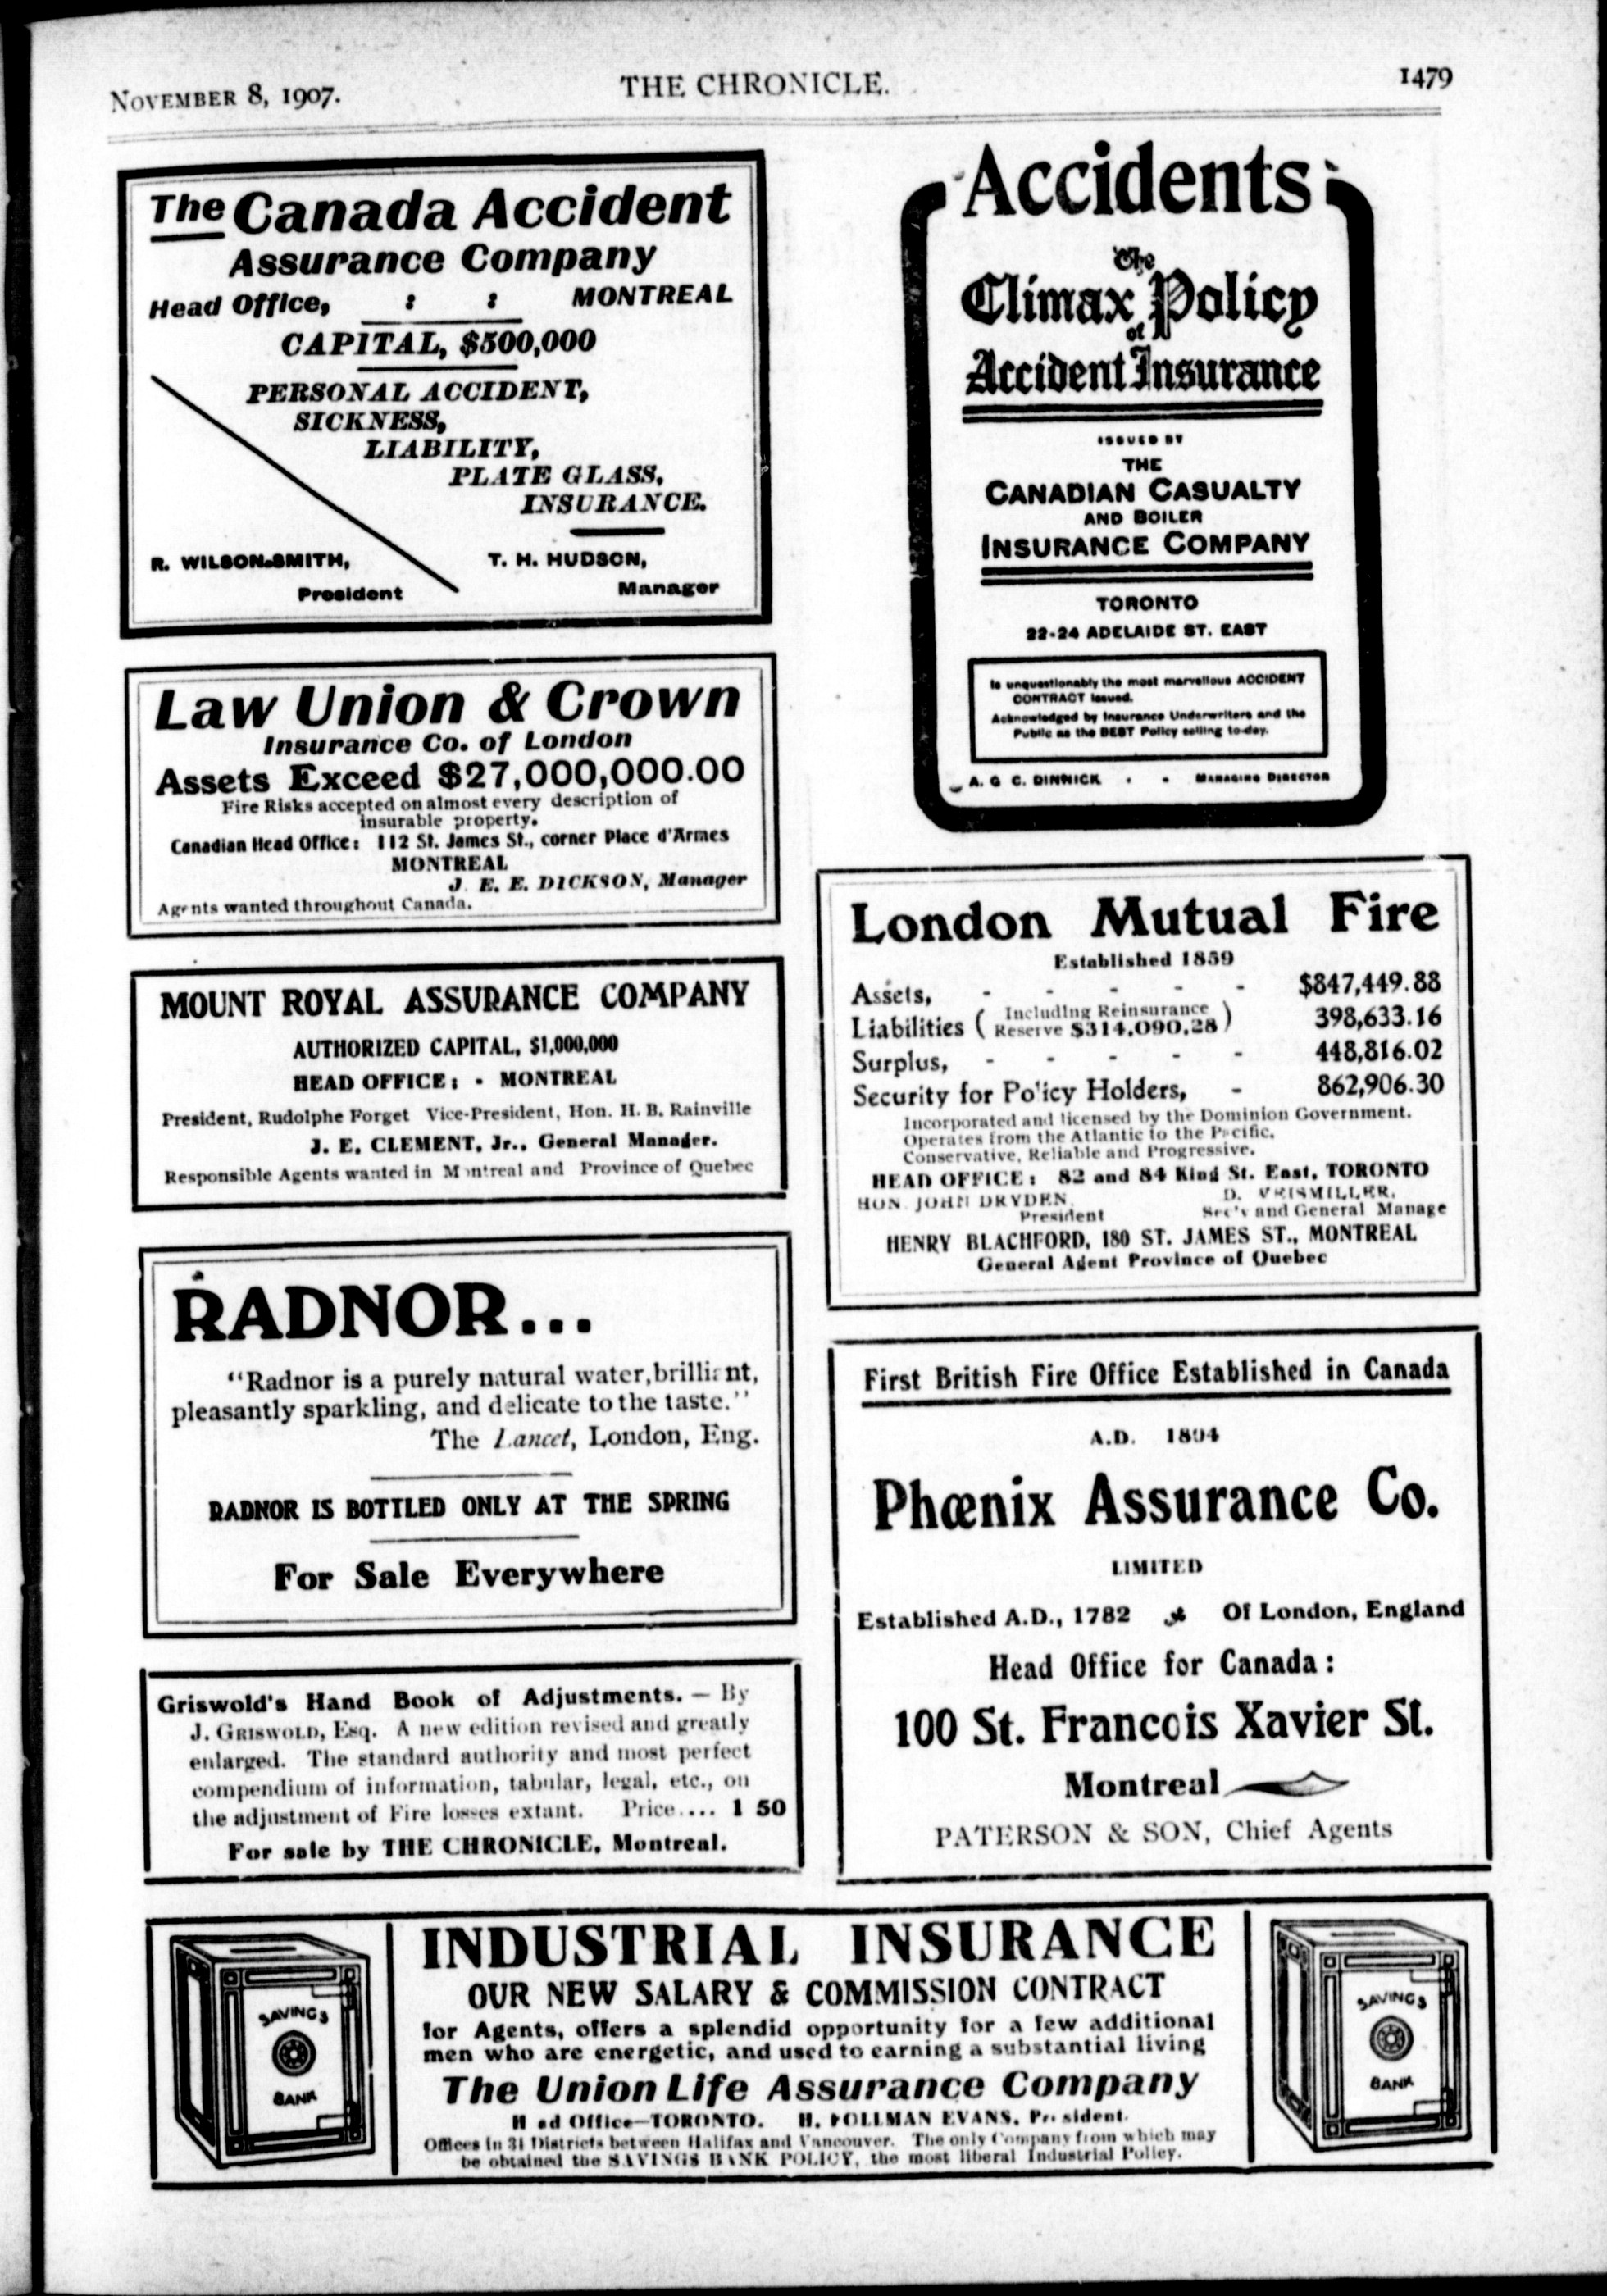 NOVEMBER 8, 1907.
THE CHRONICLE.
1479
The Canada Accident
Assurance Company
Head Office, : : MONTREAL
CAPITAL, $500,000
PERSONAL ACCIDENT,
SICKNESS,
LIABILITY,
PLATE GLASS,
INSURANCE.
R. WILSON-SMITH,
President
T. H. HUDSON,
Manager
Law Union & Crown
Insurance Co. of London
Assets Exceed $27,000,000.00
Fire Risks accepted on almost every description of
insurable property.
Canadian Head Office: 112 St. James St., corner Place d'Armes
MONTREAL
J. E. E. DICKSON, Manager
Agents wanted throughout Canada.
MOUNT ROYAL ASSURANCE COMPANY
AUTHORIZED CAPITAL, $1,000,000
HEAD OFFICE: - MONTREAL
President, Rudolphe Forget Vice-President, Hon. H. B. Rainville
J. E. CLEMENT, Jr., General Manager.
Responsible Agents wanted in Montreal and Province of Quebec
RADNOR...
"Radnor is a purely natural water, brilliant,
pleasantly sparkling, and delicate to the taste."
The Lancet, London, Eng.
RADNOR IS BOTTLED ONLY AT THE SPRING
For Sale Everywhere
Griswold's Hand Book of Adjustments. — By
J. GRISWOLD, Esq. A new edition revised and greatly
enlarged. The standard authority and most perfect
compendium of information, tabular, legal, etc., on
the adjustment of Fire losses extant. Price.... 1 50
For sale by THE CHRONICLE, Montreal.
Accidents
The
Climax Policy
of
Accident Insurance
ISSUED BY
THE
CANADIAN CASUALTY
AND BOILER
INSURANCE COMPANY
TORONTO
22-24 ADELAIDE ST. EAST
Is unquestionably the most marvellous ACCIDENT
CONTRACT issued.
Acknowledged by Insurance Underwriters and the
Public as the BEST Policy selling to-day.
A. G. C. DINNICK - - MANAGING DIRECTOR
London Mutual Fire
Established 1859
Assets, - - - - - $847,449.88
Liabilities ( Including Reinsurance Reserve $314,090.28 ) 398,633.16
Surplus, - - - - - 448,816.02
Security for Policy Holders, - 862,906.30
Incorporated and licensed by the Dominion Government.
Operates from the Atlantic to the Pacific.
Conservative, Reliable and Progressive.
HEAD OFFICE: 82 and 84 King St. East, TORONTO
HON. JOHN DRYDEN, D. WEISMILLER,
President Sec'y and General Manage
HENRY BLACHFORD, 180 ST. JAMES ST., MONTREAL
General Agent Province of Quebec
First British Fire Office Established in Canada
A.D. 1804
Phœnix Assurance Co.
LIMITED
Established A.D., 1782 Of London, England
Head Office for Canada:
100 St. Francois Xavier St.
Montreal
PATERSON & SON, Chief Agents
SAVINGS
BANK
INDUSTRIAL INSURANCE
OUR NEW SALARY & COMMISSION CONTRACT
for Agents, offers a splendid opportunity for a few additional
men who are energetic, and used to earning a substantial living
The Union Life Assurance Company
Head Office—TORONTO. H. POLLMAN EVANS, President.
Offices in 31 Districts between Halifax and Vancouver. The only Company from which may
be obtained the SAVINGS BANK POLICY, the most liberal Industrial Policy.
SAVINGS
BANK